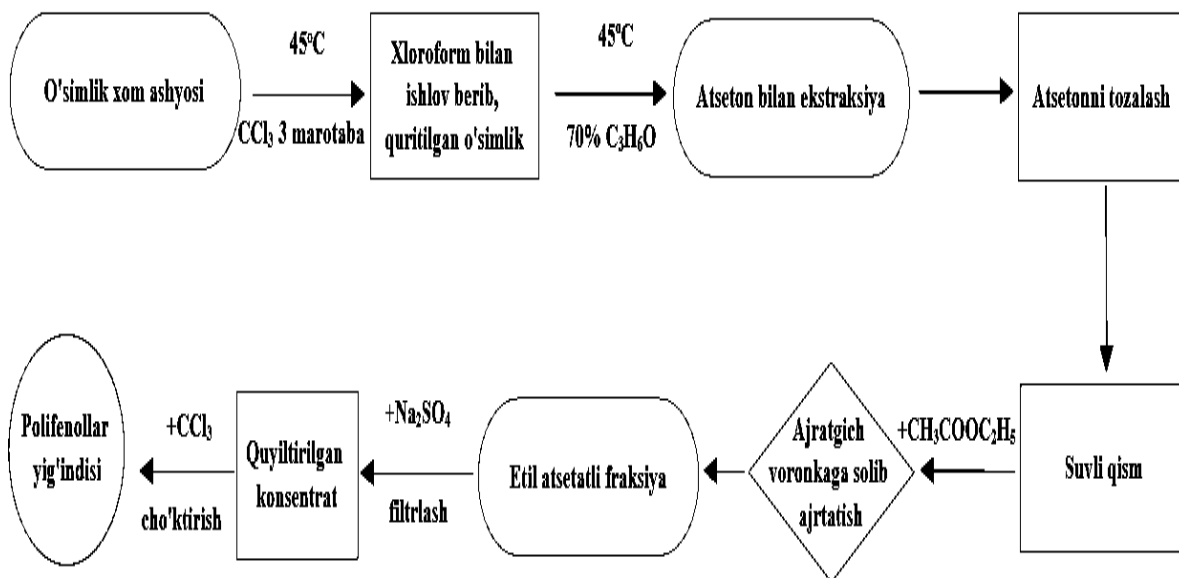 O'simlik xom ashyosi
45°C
CCl₃ 3 marotaba
Xloroform bilan
ishlov berib,
quritilgan o'simlik
45°C
70% C₃H₆O
Atseton bilan ekstraksiya
Atsetonni tozalash
Suvli qism
+CH₃COOC₂H₅
Ajratgich
voronkaga solib
ajrtatish
Etil atsetatli fraksiya
+Na₂SO₄
filtrlash
Quyiltirilgan
konsentrat
+CCl₃
cho'ktirish
Polifenollar
yig'indisi